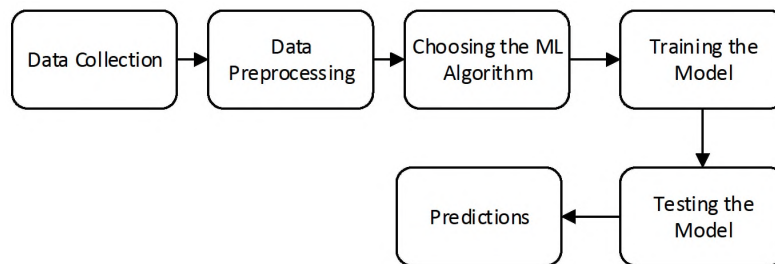 Data Collection
Data
Preprocessing
Choosing the ML
Algorithm
Training the
Model
Testing the
Model
Predictions